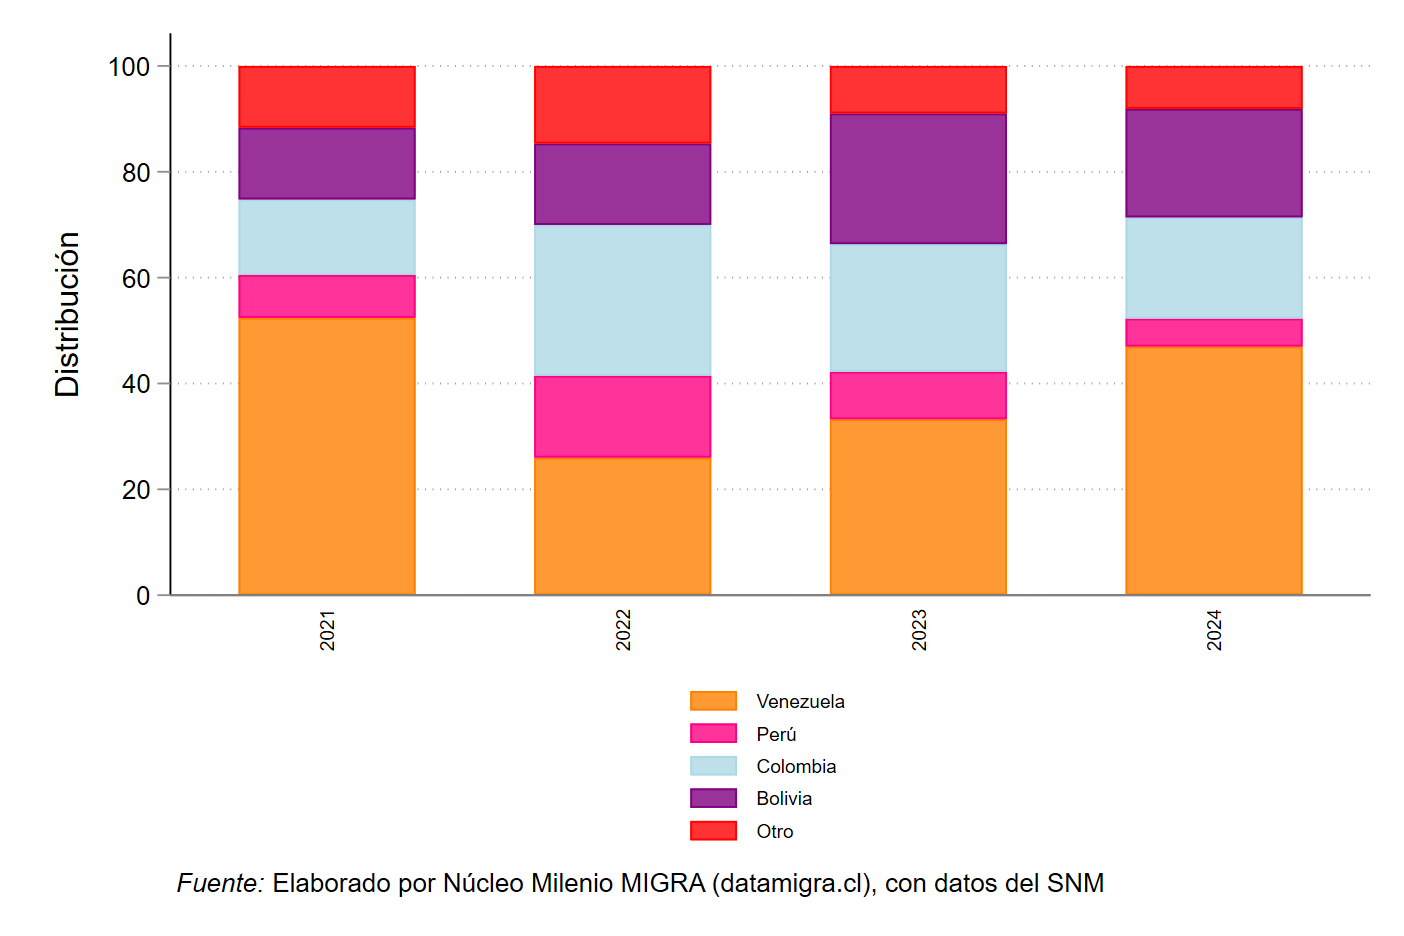 Distribución
100
80
60
40
20
0
2021
2022
2023
2024
Venezuela
Perú
Colombia
Bolivia
Otro
Fuente: Elaborado por Núcleo Milenio MIGRA (datamigra.cl), con datos del SNM